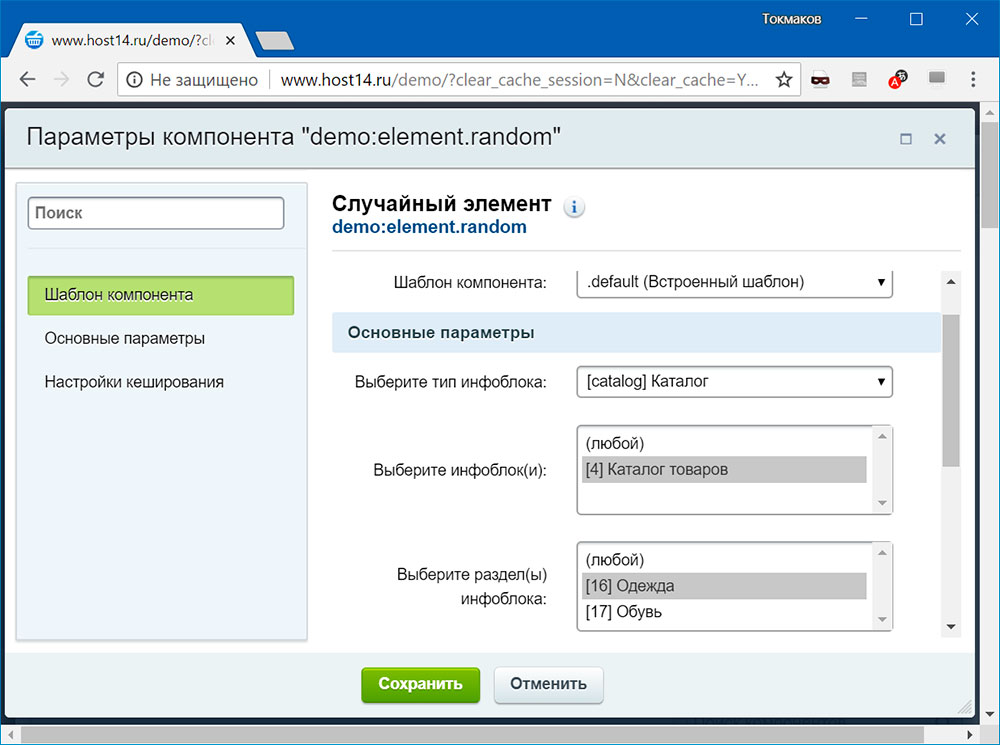 Токмаков
www.host14.ru/demo/?cl
Не защищено www.host14.ru/demo/?clear_cache_session=N&clear_cache=Y...
Параметры компонента "demo:element.random"
Поиск
Шаблон компонента
Основные параметры
Настройки кеширования
Случайный элемент
demo:element.random
Шаблон компонента: .default (Встроенный шаблон)
Основные параметры
Выберите тип инфоблока: [catalog] Каталог
Выберите инфоблок(и):
(любой)
[4] Каталог товаров
Выберите раздел(ы)
инфоблока:
(любой)
[16] Одежда
[17] Обувь
Сохранить Отменить